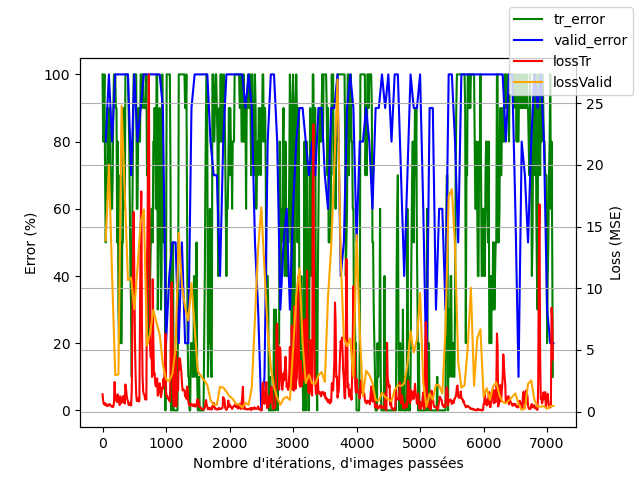 tr_error
valid_error
lossTr
lossValid
100
80
60
40
20
0
Error (%)
25
20
15
10
5
0
Loss (MSE)
0 1000 2000 3000 4000 5000 6000 7000
Nombre d'itérations, d'images passées